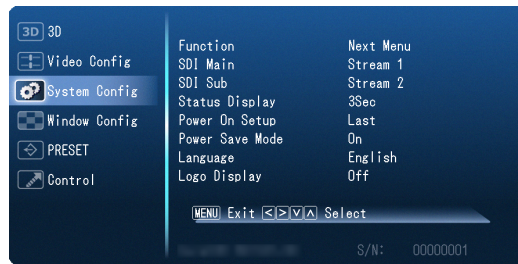 3D 3D
Video Config
System Config
Window Config
PRESET
Control
Function Next Menu
SDI Main Stream 1
SDI Sub Stream 2
Status Display 3Sec
Power On Setup Last
Power Save Mode On
Language English
Logo Display Off
MENU Exit <>∨∧ Select
S/N: 00000001